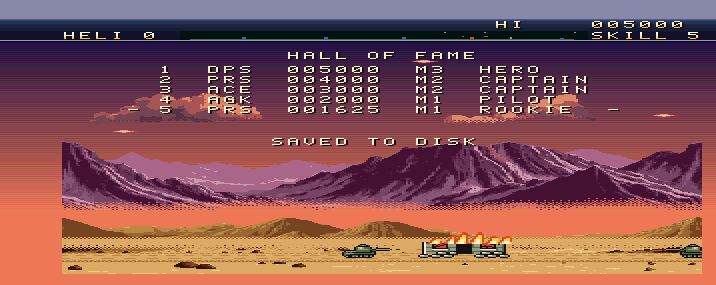 HI 005000
HELI 0 SKILL 5
HALL OF FAME
1 DPS 005000 M3 HERO
2 PRS 004000 M2 CAPTAIN
3 ACE 003000 M2 CAPTAIN
4 AGK 002000 M1 PILOT
- 5 PRS 001625 M1 ROOKIE -
SAVED TO DISK